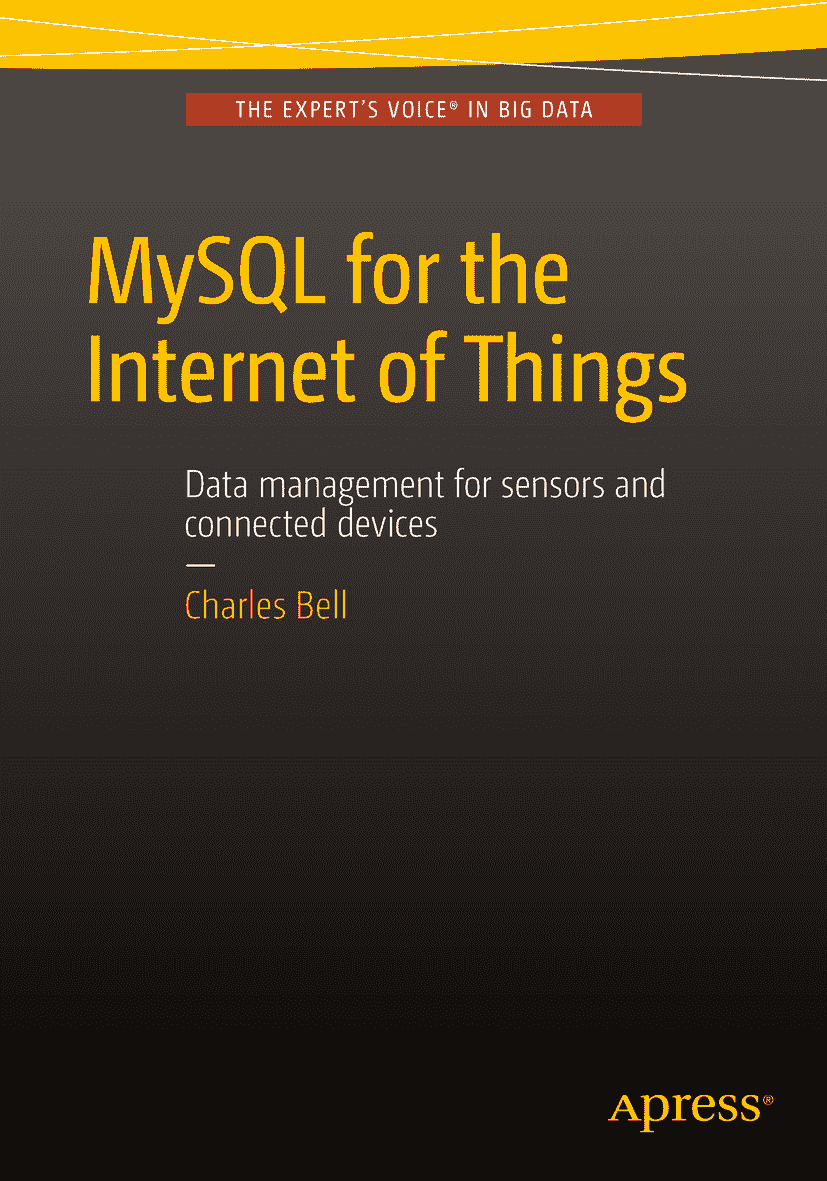 THE EXPERT'S VOICE® IN BIG DATA
MySQL for the
Internet of Things
Data management for sensors and
connected devices
Charles Bell
Apress®